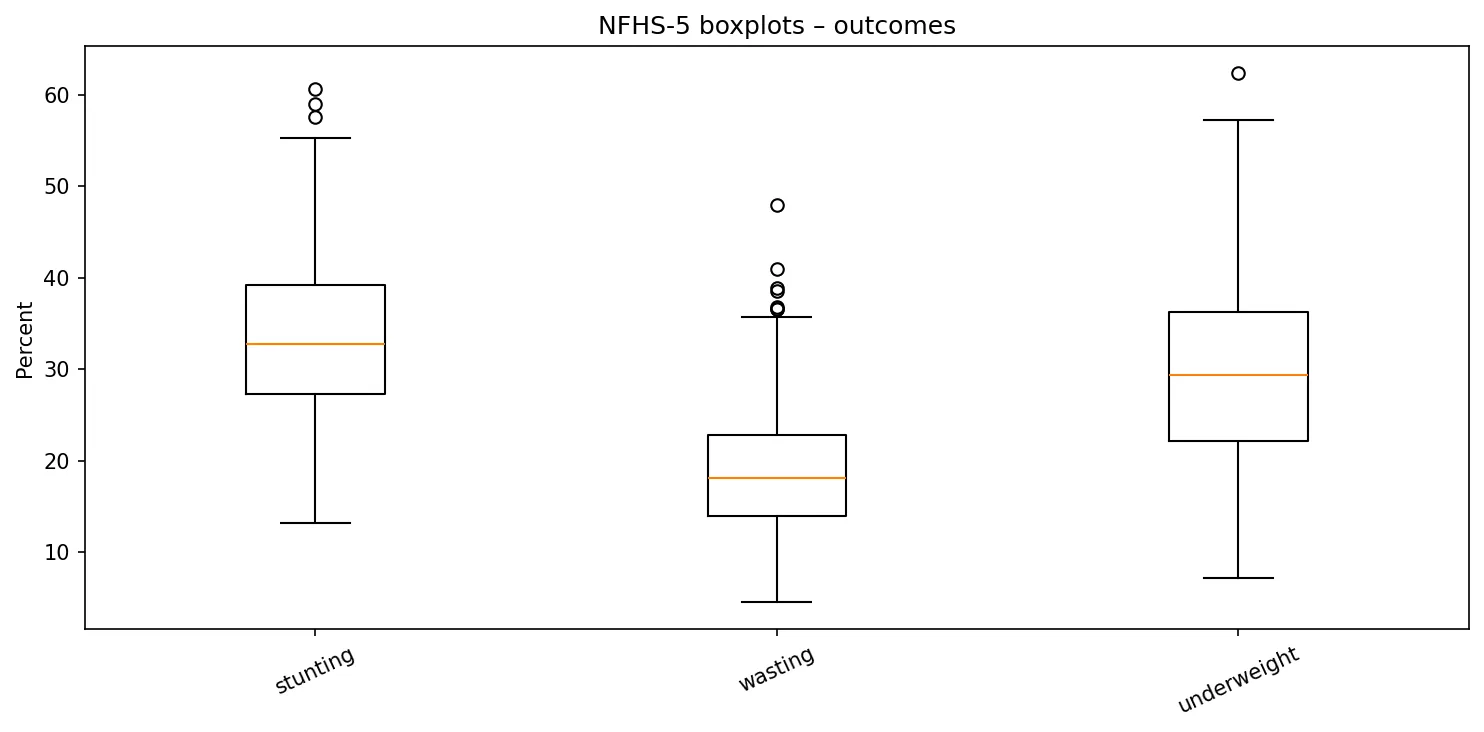 NFHS-5 boxplots – outcomes
Percent
60
50
40
30
20
10
stunting
wasting
underweight